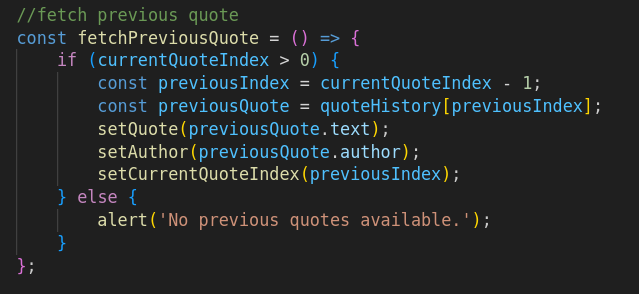 //fetch previous quote
const fetchPreviousQuote = () => {
    if (currentQuoteIndex > 0) {
        const previousIndex = currentQuoteIndex - 1;
        const previousQuote = quoteHistory[previousIndex];
        setQuote(previousQuote.text);
        setAuthor(previousQuote.author);
        setCurrentQuoteIndex(previousIndex);
    } else {
        alert('No previous quotes available.');
    }
};